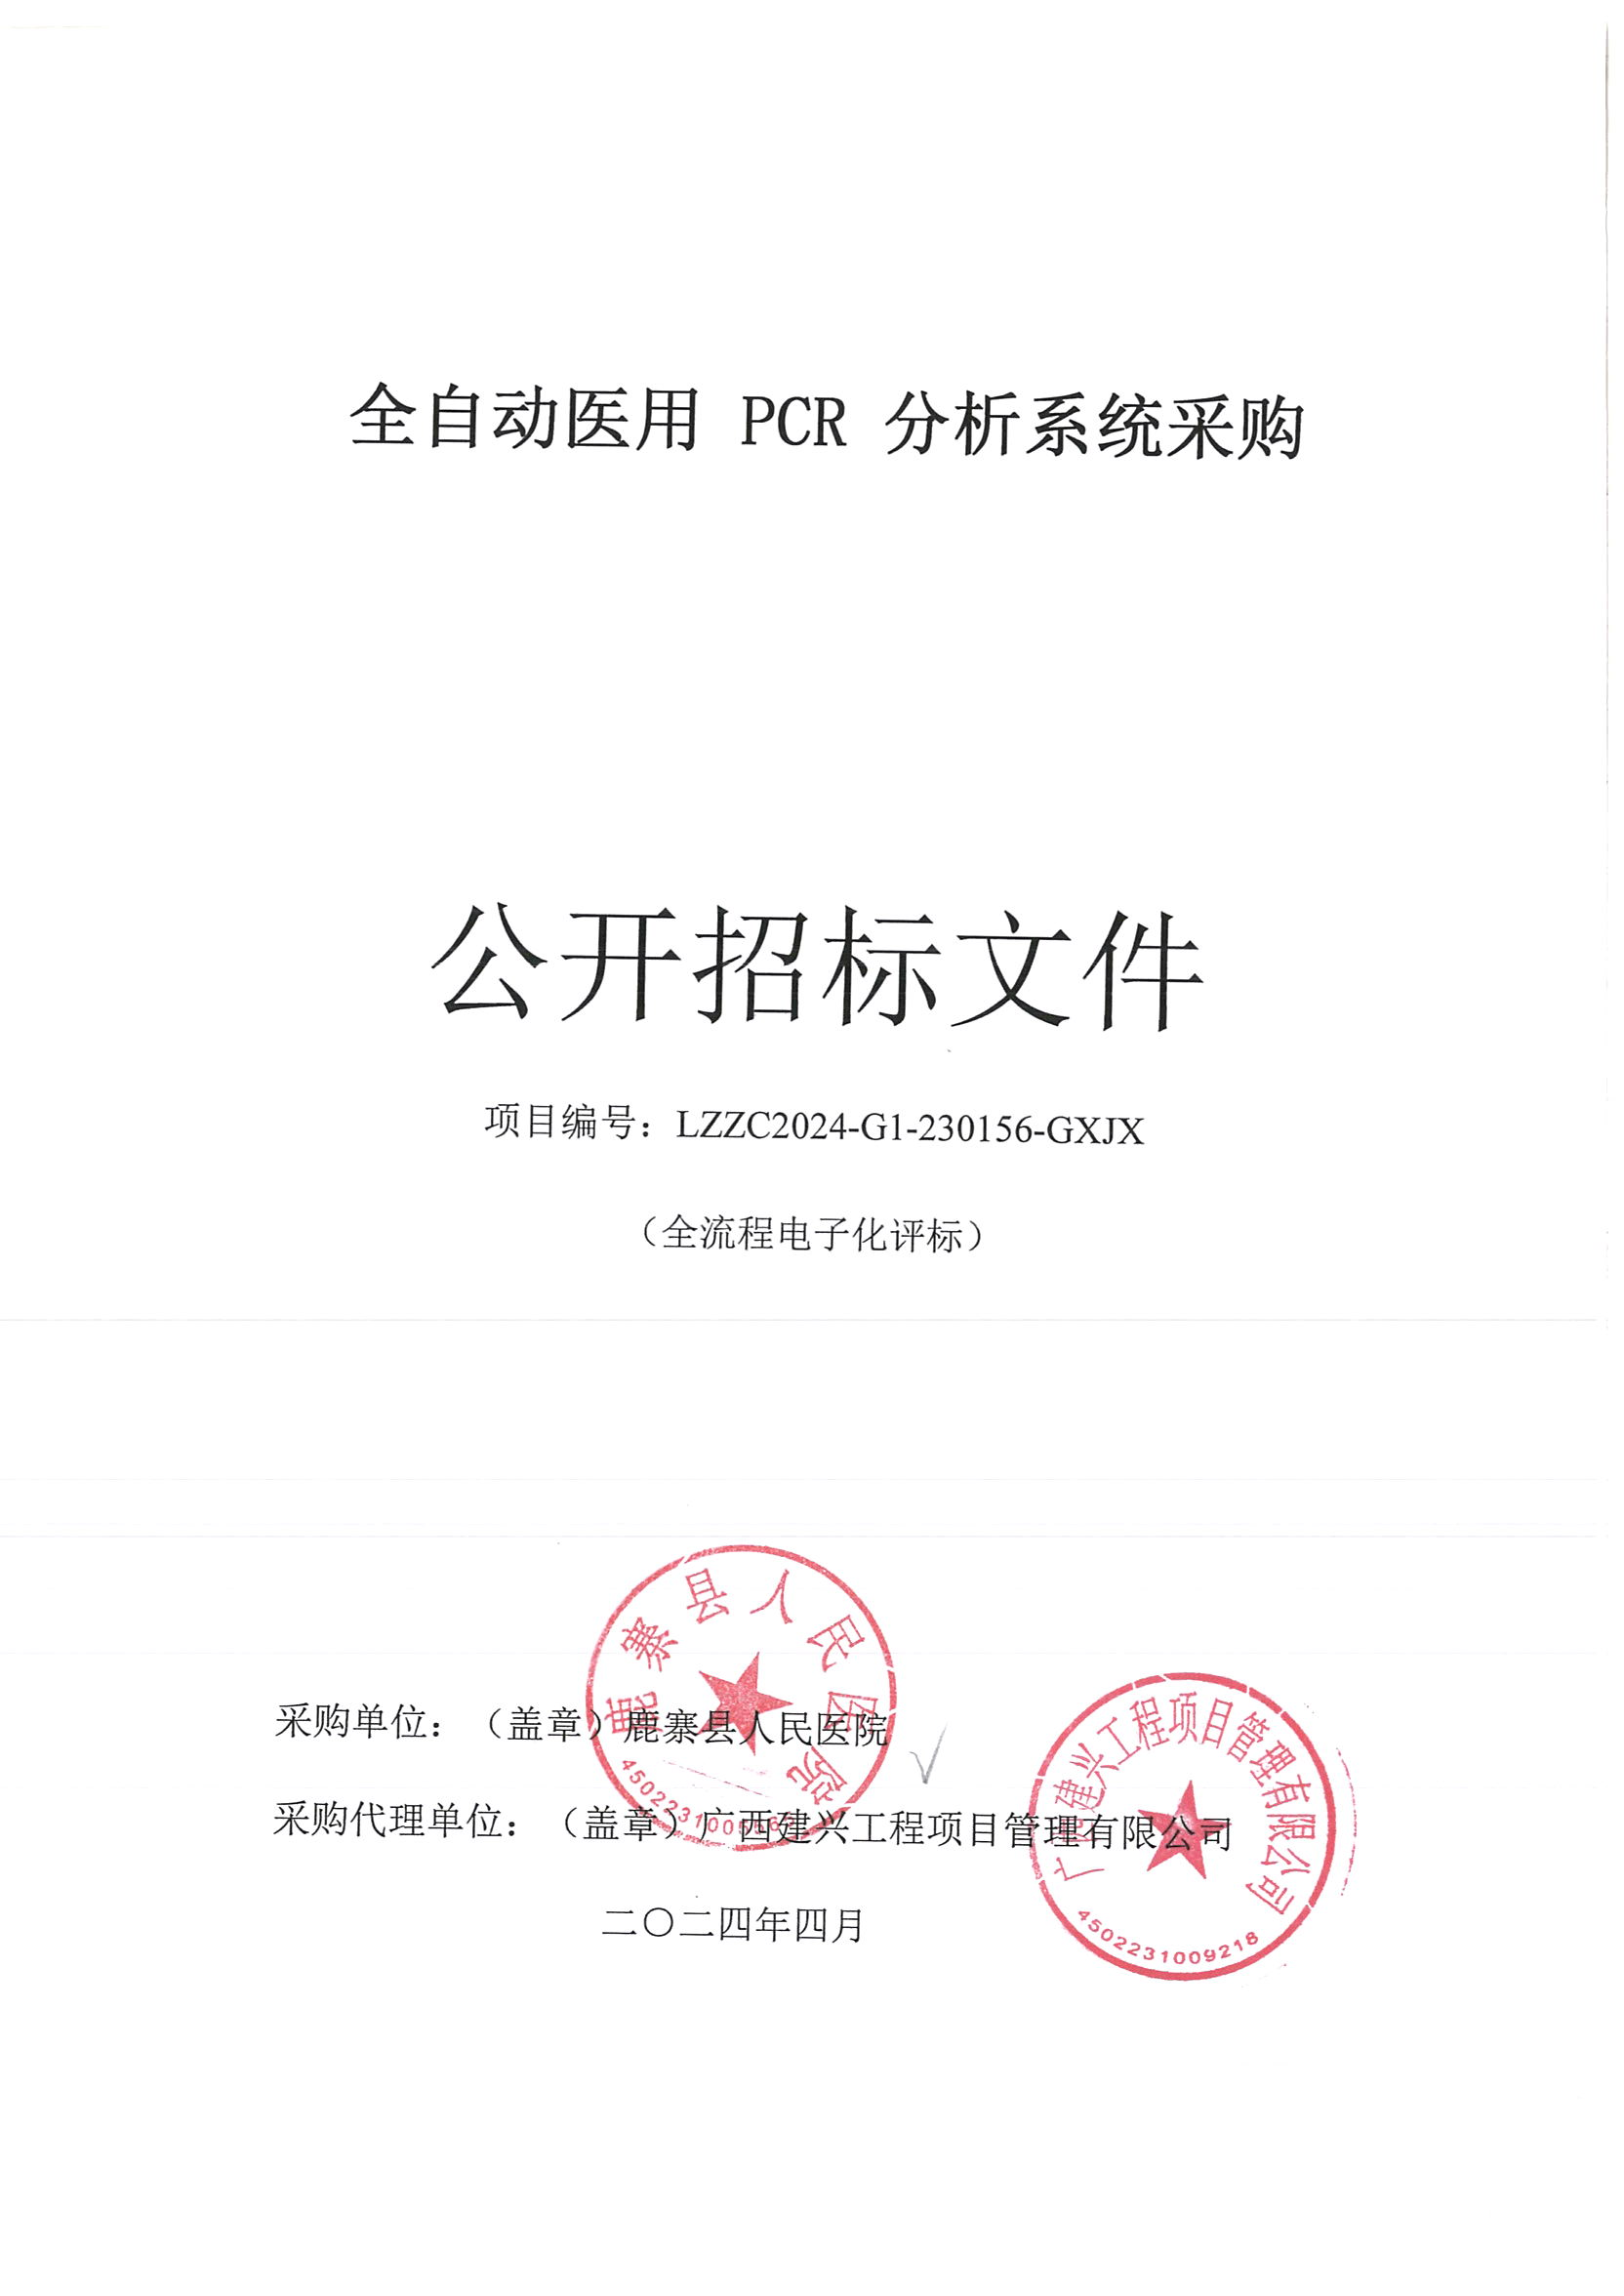 全自动医用 PCR 分析系统采购
公开招标文件
项目编号：LZZC2024-G1-230156-GXJX
（全流程电子化评标）
鹿寨县人民医院
采购单位：（盖章）鹿寨县人民医院
采购代理单位：（盖章）广西建兴工程项目管理有限公司
广西建兴工程项目管理有限公司
4502231009218
二〇二四年四月